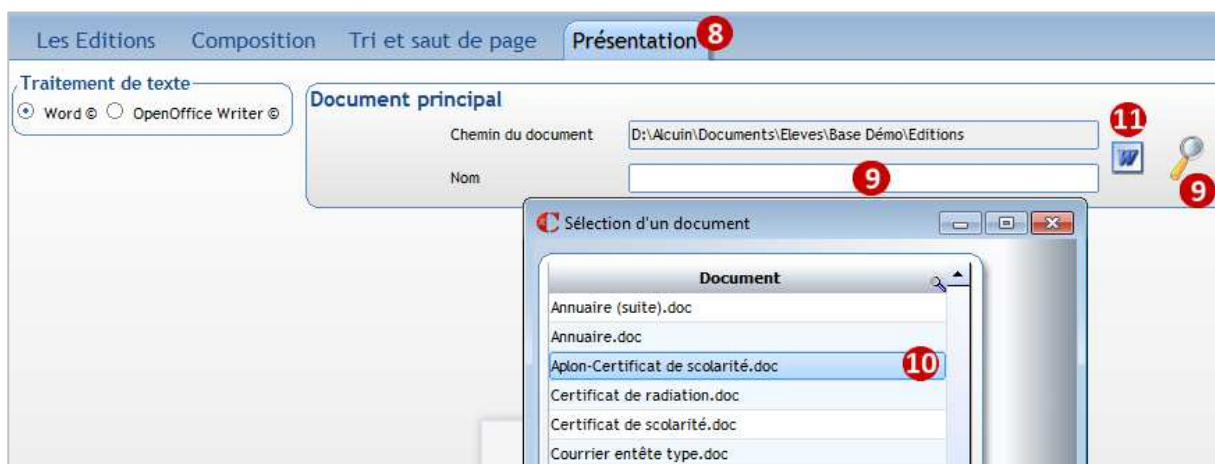 Les Editions Composition Tri et saut de page Présentation 8
Traitement de texte
Word © OpenOffice Writer ©
Document principal
Chemin du document D:\Alcuin\Documents\Eleves\Base Démo\Editions
11
W
Nom 9
9
Sélection d'un document
Document
Annuaire (suite).doc
Annuaire.doc
Aplon-Certificat de scolarité.doc 10
Certificat de radiation.doc
Certificat de scolarité.doc
Courrier entête type.doc